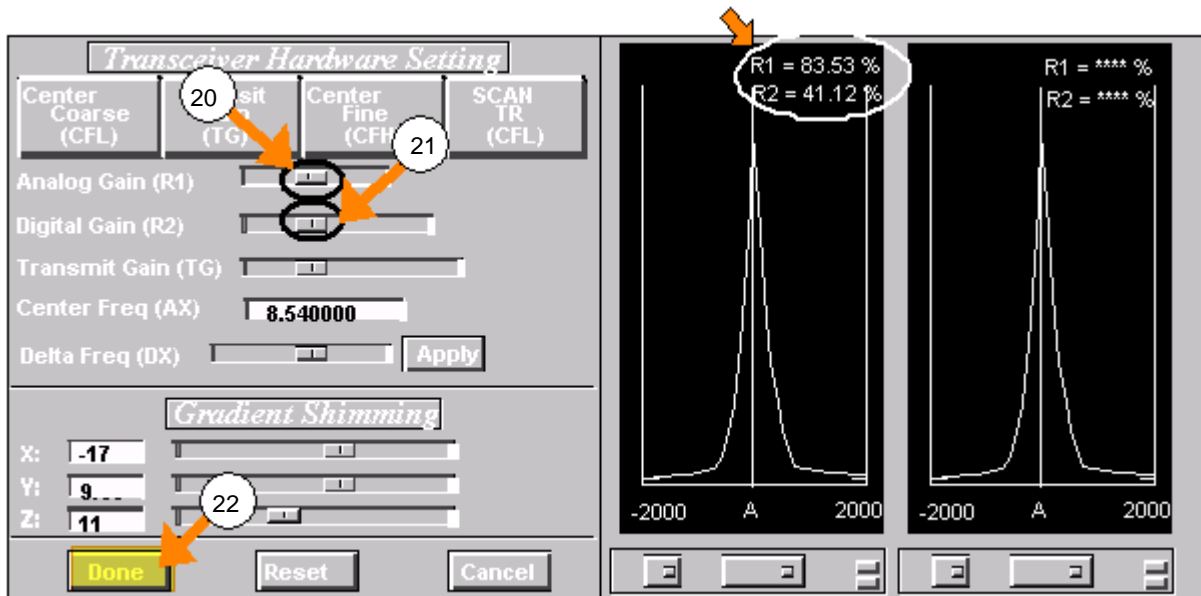 Transceiver Hardware Setting
Center
Coarse
(CFL)
20
(TG)
Center
Fine
SCAN
TR
(CFL)
21
Analog Gain (R1)
Digital Gain (R2)
Transmit Gain (TG)
Center Freq (AX) 8.540000
Delta Freq (DX) Apply
Gradient Shimming
X: -17
Y: 9
Z: 11
22
Done Reset Cancel
R1 = 83.53 %
R2 = 41.12 %
-2000 A 2000
R1 = **** %
R2 = **** %
-2000 A 2000